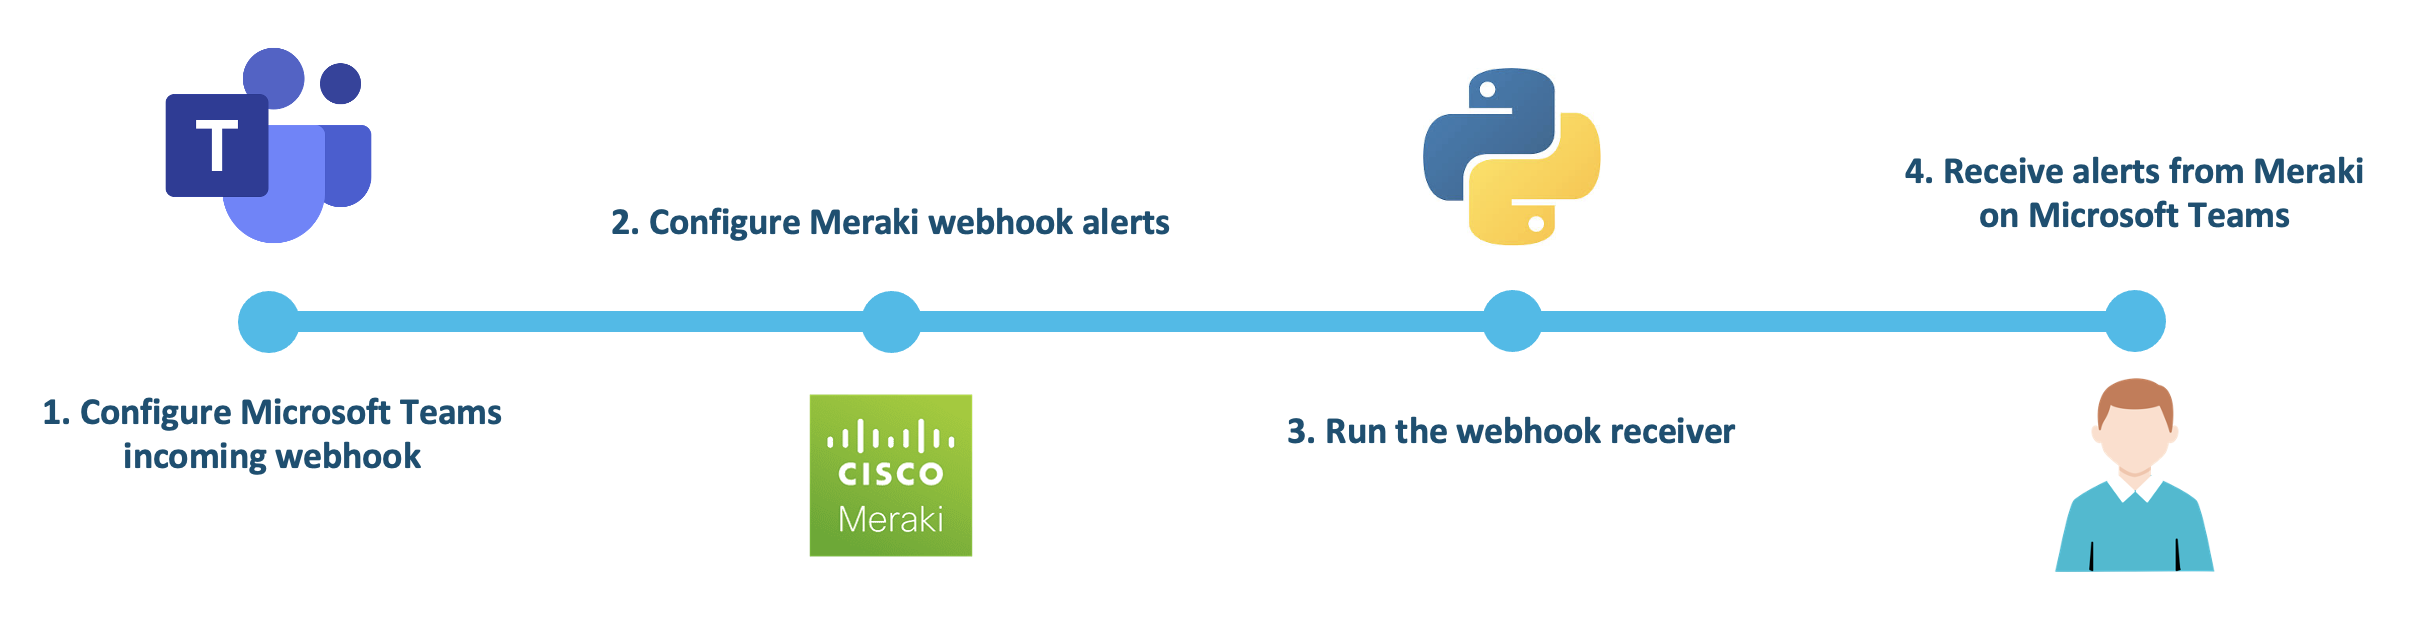 T
1. Configure Microsoft Teams
incoming webhook
2. Configure Meraki webhook alerts
CISCO
Meraki
3. Run the webhook receiver
4. Receive alerts from Meraki
on Microsoft Teams